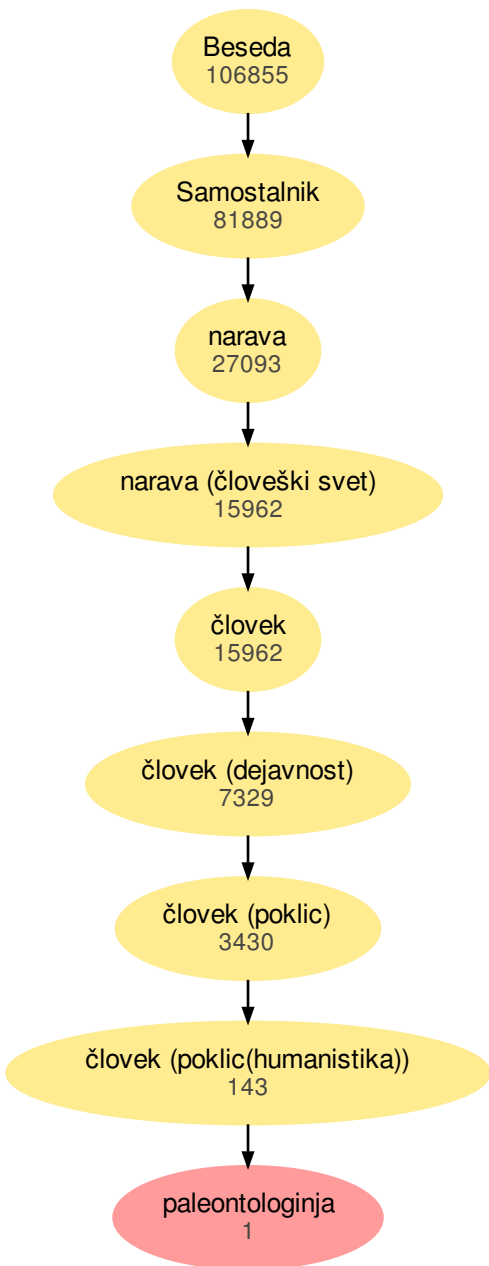 Beseda
106855
Samostalnik
81889
narava
27093
narava (človeški svet)
15962
človek
15962
človek (dejavnost)
7329
človek (poklic)
3430
človek (poklic(humanistika))
143
paleontologinja
1